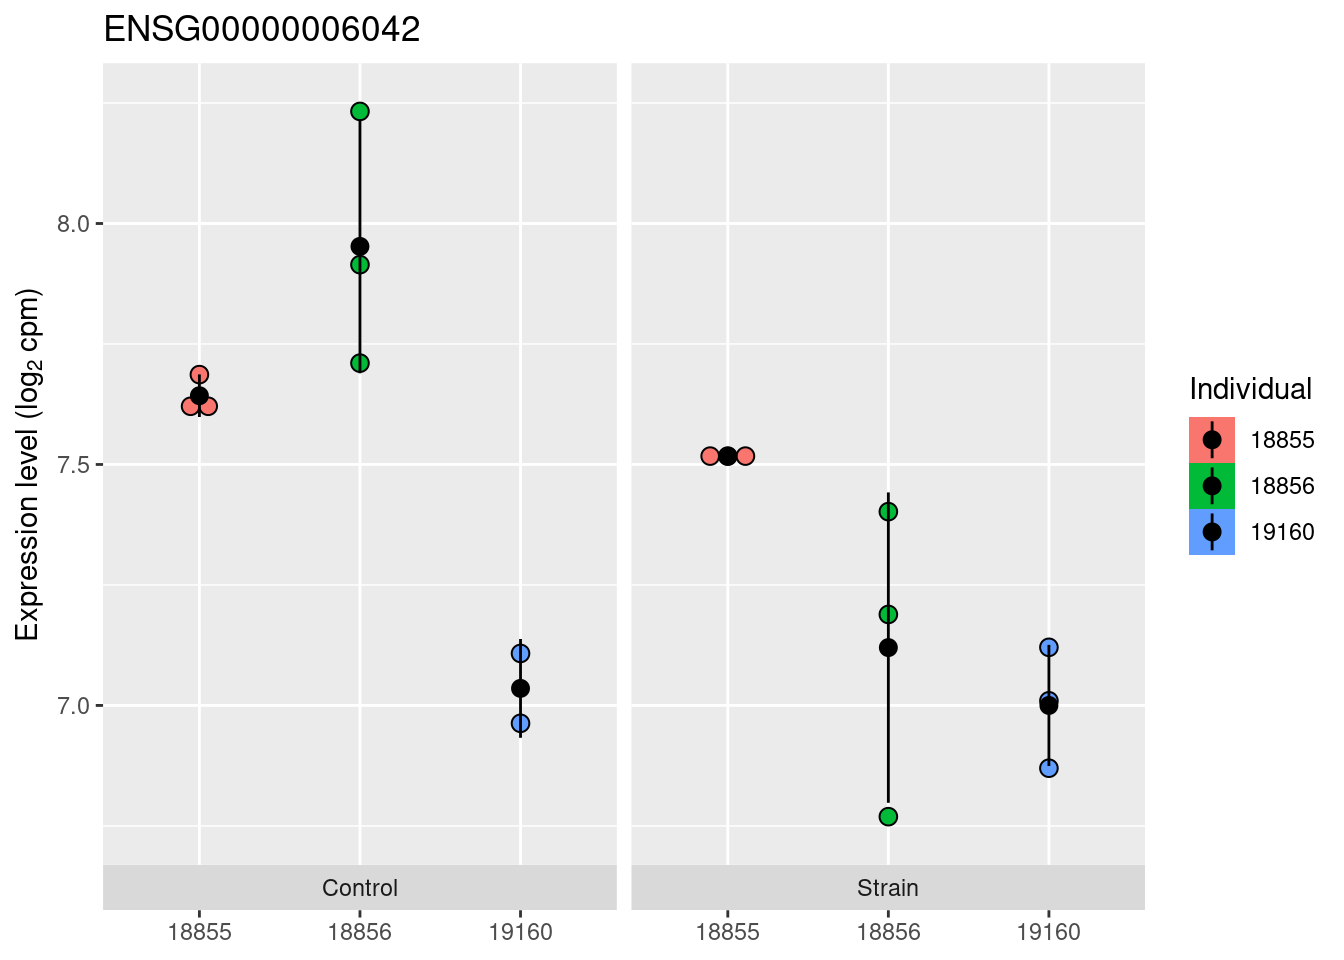 ENSG00000006042
Expression level (log2 cpm)
8.0
7.5
7.0
Control
Strain
18855
18856
19160
18855
18856
19160
Individual
18855
18856
19160